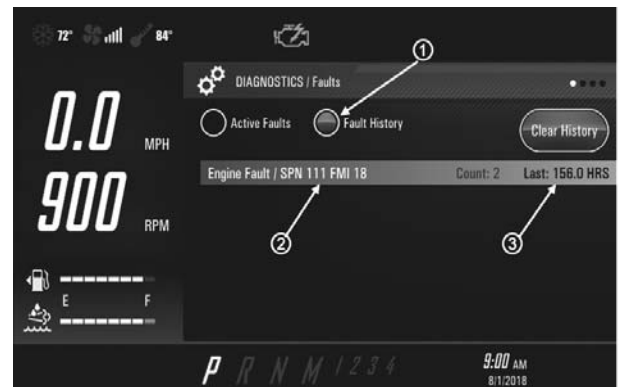 72° 84°
①
DIAGNOSTICS / Faults
Active Faults Fault History Clear History
0.0 MPH
Engine Fault / SPN 111 FMI 18 Count: 2 Last: 156.0 HRS
900 RPM
② ③
E F
P R N M 1 2 3 4
9:00 AM
8/1/2018